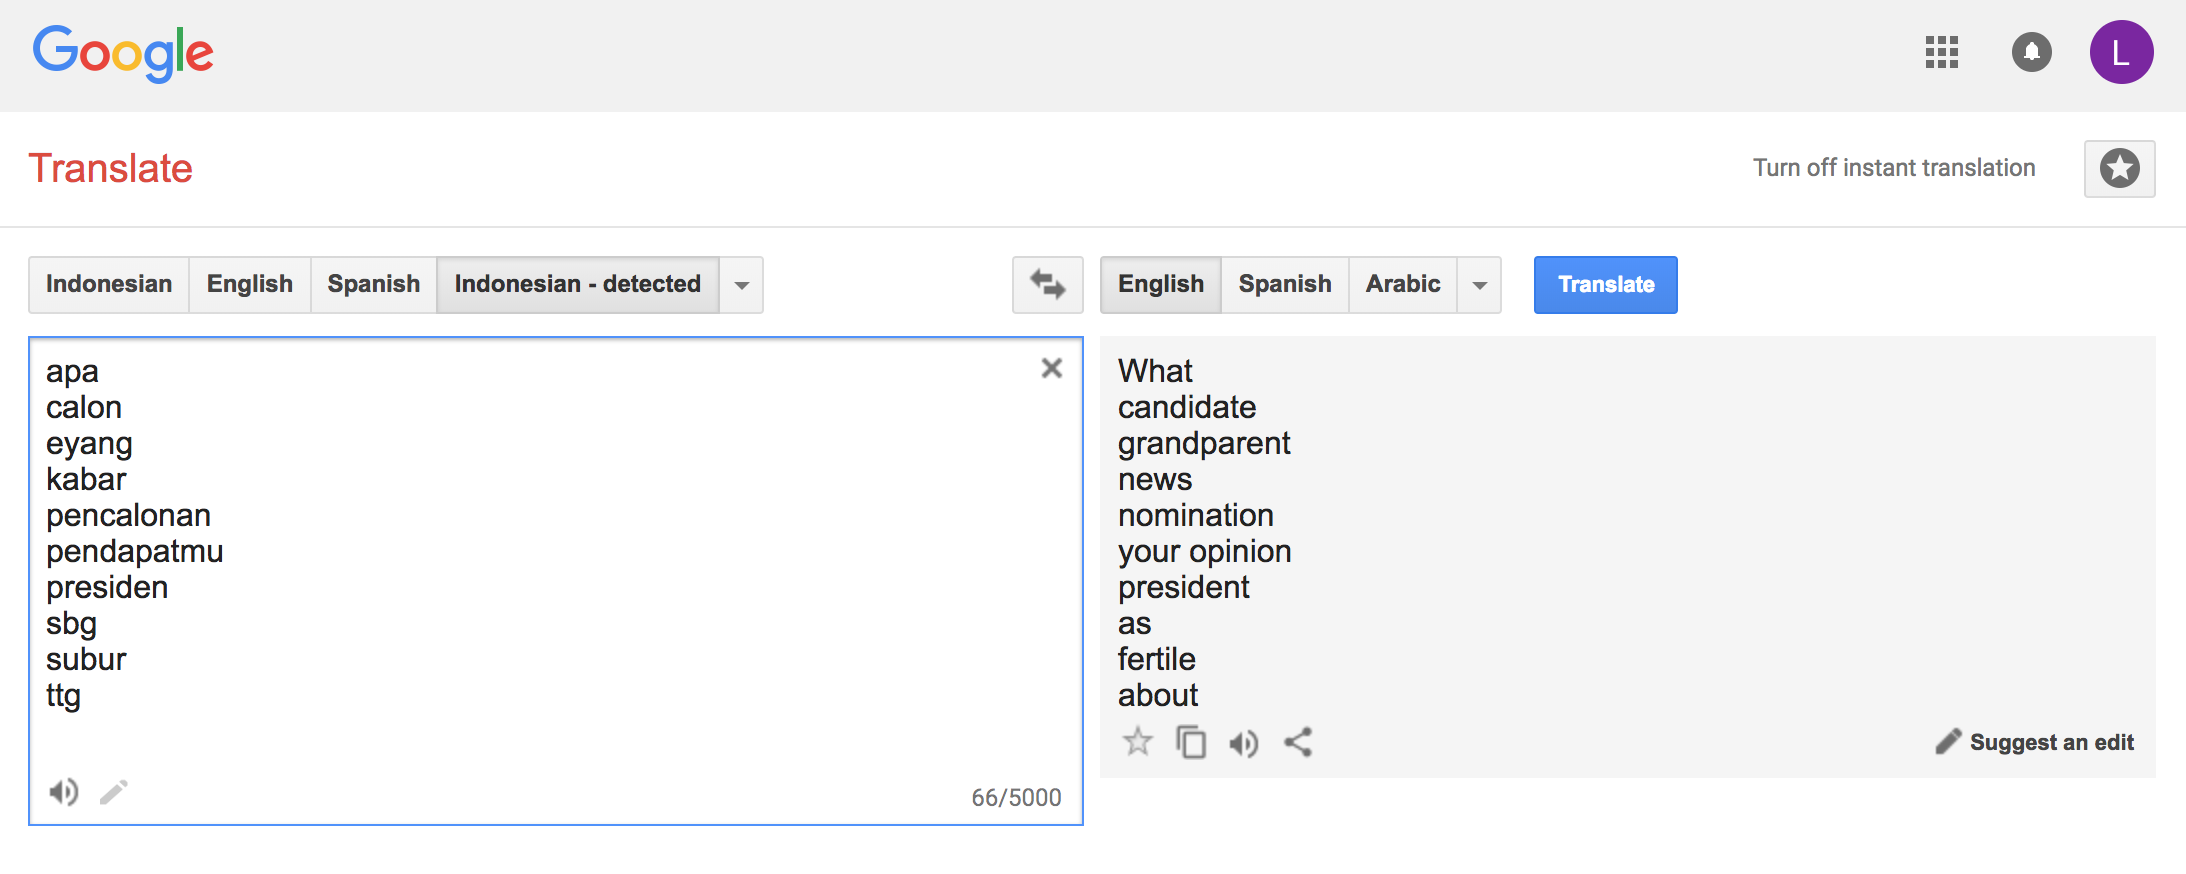 Google
L
Translate
Turn off instant translation
Indonesian English Spanish Indonesian - detected
English Spanish Arabic Translate
apa
calon
eyang
kabar
pencalonan
pendapatmu
presiden
sbg
subur
ttg
66/5000
What
candidate
grandparent
news
nomination
your opinion
president
as
fertile
about
Suggest an edit